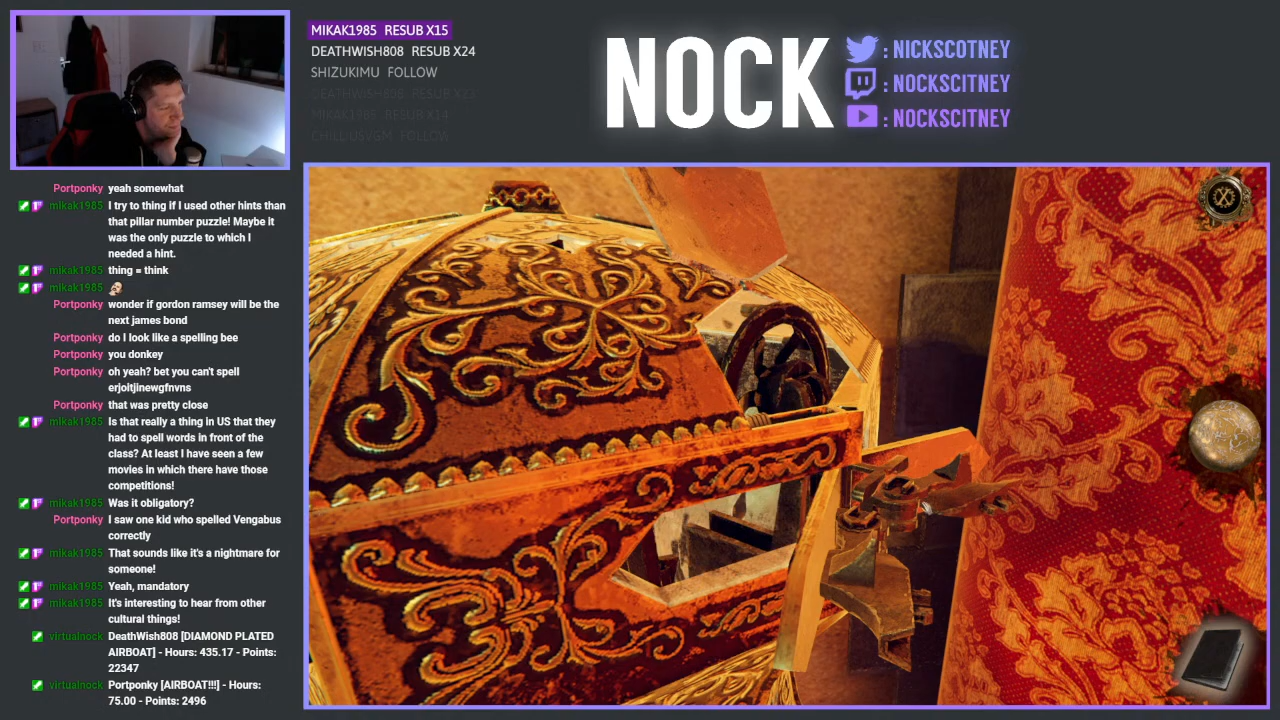 MIKAK1985 RESUB X15
DEATHWISH808 RESUB X24
SHIZUKIMU FOLLOW
DEATHWISH808 RESUB X23
MIKAK1985 RESUB X14
CHILLIUSVGM FOLLOW
NOCK
: NICKSCOTNEY
: NOCKSCITNEY
: NOCKSCITNEY
Portponky yeah somewhat
mikak1985 I try to thing if I used other hints than
that pillar number puzzle! Maybe it
was the only puzzle to which I
needed a hint.
mikak1985 thing = think
mikak1985
Portponky wonder if gordon ramsey will be the
next james bond
Portponky do I look like a spelling bee
Portponky you donkey
Portponky oh yeah? bet you can't spell
erjoitjinewgfnvns
Portponky that was pretty close
mikak1985 Is that really a thing in US that they
had to spell words in front of the
class? At least I have seen a few
movies in which there have those
competitions!
mikak1985 Was it obligatory?
Portponky I saw one kid who spelled Vengabus
correctly
mikak1985 That sounds like it's a nightmare for
someone!
mikak1985 Yeah, mandatory
mikak1985 It's interesting to hear from other
cultural things!
virtualnock DeathWish808 [DIAMOND PLATED
AIRBOAT] - Hours: 435.17 - Points:
22347
virtualnock Portponky [AIRBOAT!!!] - Hours:
75.00 - Points: 2496